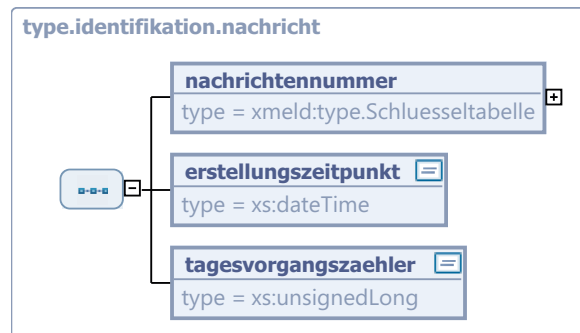 type.identifikation.nachricht
nachrichtennummer
type = xmeld:type.Schluesseltabelle
erstellungszeitpunkt
type = xs:dateTime
tagesvorgangszaehler
type = xs:unsignedLong